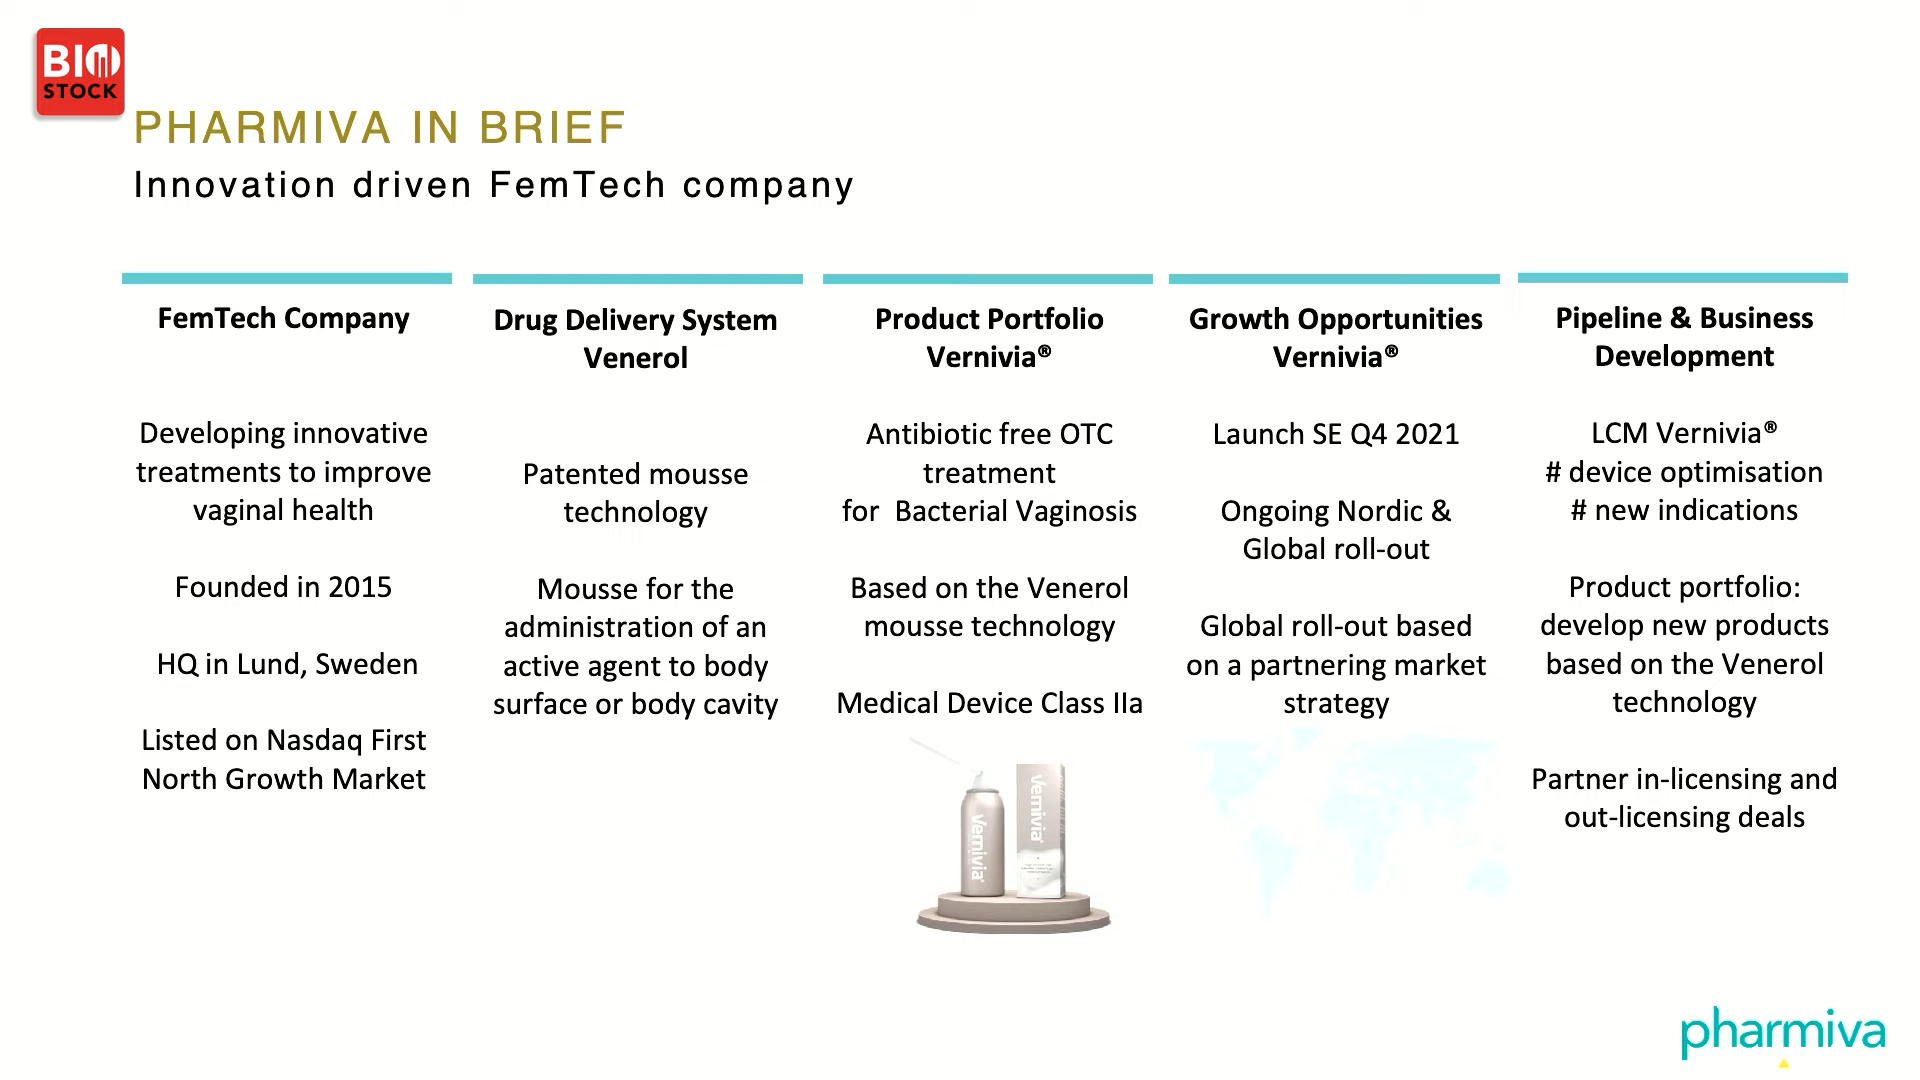 BIO
STOCK
PHARMIVA IN BRIEF
Innovation driven FemTech company
FemTech Company
Developing innovative
treatments to improve
vaginal health
Founded in 2015
HQ in Lund, Sweden
Listed on Nasdaq First
North Growth Market
Drug Delivery System
Venerol
Patented mousse
technology
Mousse for the
administration of an
active agent to body
surface or body cavity
Product Portfolio
Vernivia®
Antibiotic free OTC
treatment
for  Bacterial Vaginosis
Based on the Venerol
mousse technology
Medical Device Class IIa
Vernivia®
Vernivia®
Growth Opportunities
Vernivia®
Launch SE Q4 2021
Ongoing Nordic &
Global roll-out
Global roll-out based
on a partnering market
strategy
Pipeline & Business
Development
LCM Vernivia®
# device optimisation
# new indications
Product portfolio:
develop new products
based on the Venerol
technology
Partner in-licensing and
out-licensing deals
pharmiva